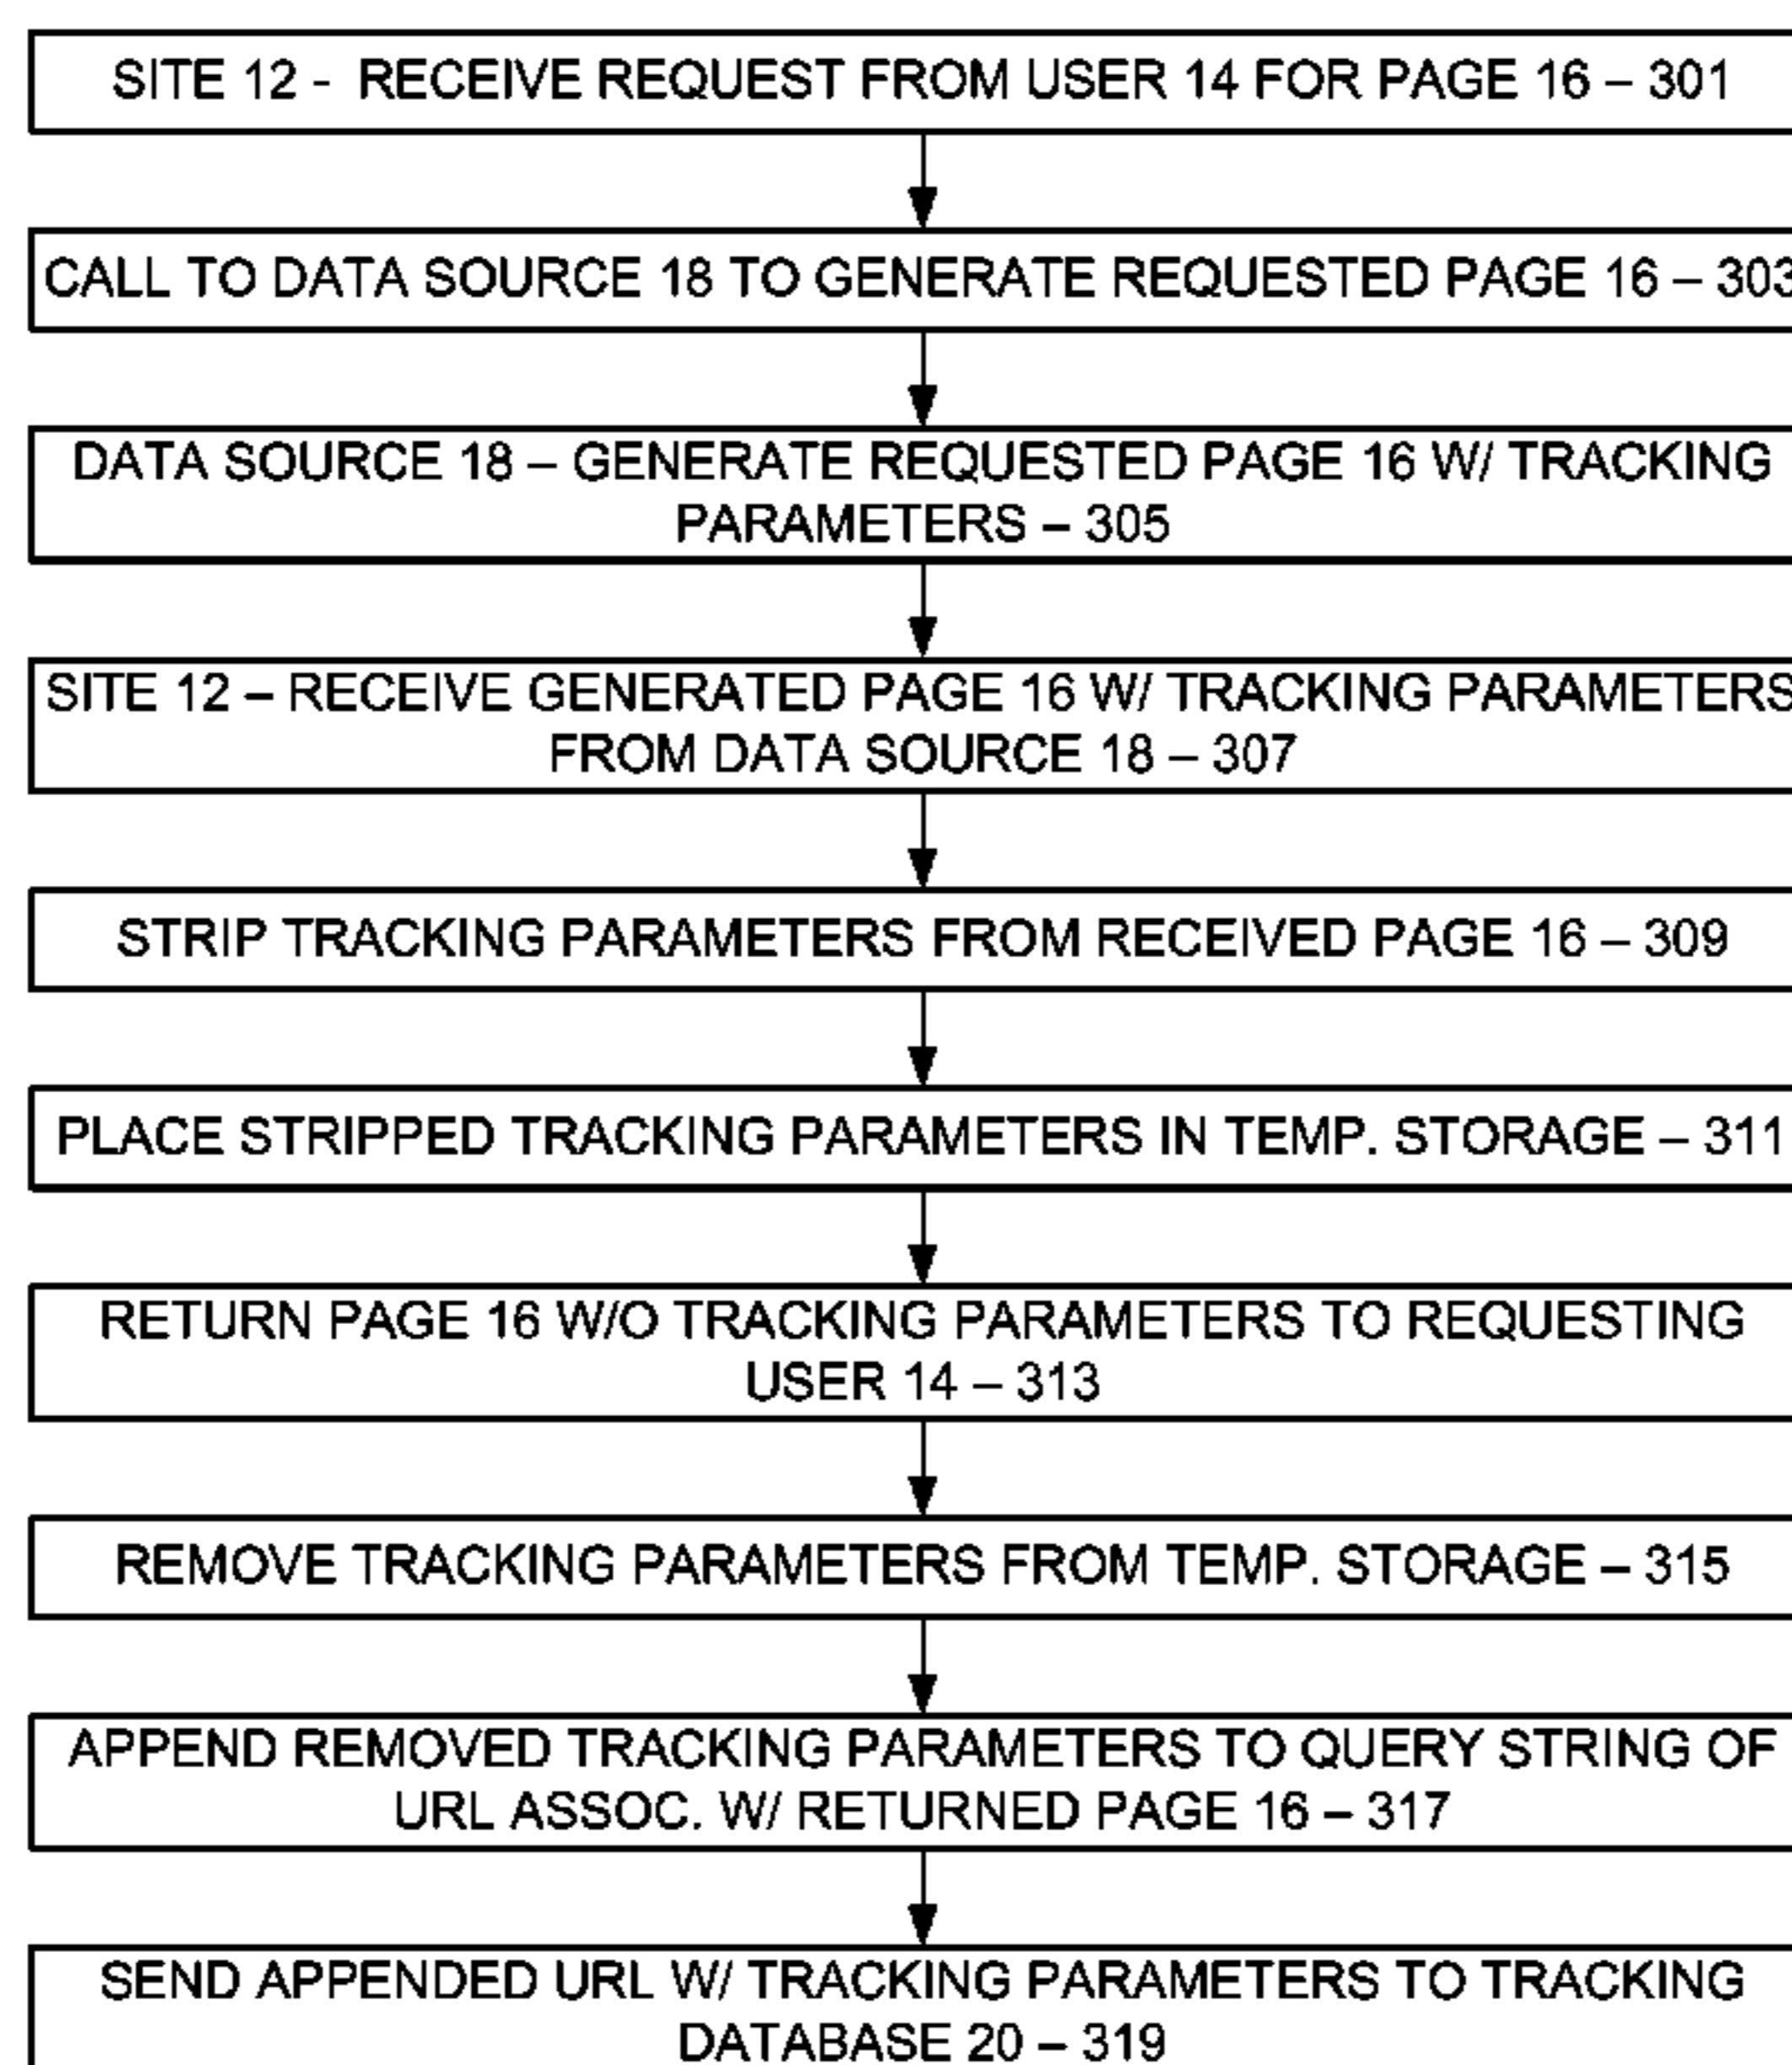 SITE 12 - RECEIVE REQUEST FROM USER 14 FOR PAGE 16 – 301
CALL TO DATA SOURCE 18 TO GENERATE REQUESTED PAGE 16 – 303
DATA SOURCE 18 – GENERATE REQUESTED PAGE 16 W/ TRACKING
PARAMETERS – 305
SITE 12 – RECEIVE GENERATED PAGE 16 W/ TRACKING PARAMETERS
FROM DATA SOURCE 18 – 307
STRIP TRACKING PARAMETERS FROM RECEIVED PAGE 16 – 309
PLACE STRIPPED TRACKING PARAMETERS IN TEMP. STORAGE – 311
RETURN PAGE 16 W/O TRACKING PARAMETERS TO REQUESTING
USER 14 – 313
REMOVE TRACKING PARAMETERS FROM TEMP. STORAGE – 315
APPEND REMOVED TRACKING PARAMETERS TO QUERY STRING OF
URL ASSOC. W/ RETURNED PAGE 16 – 317
SEND APPENDED URL W/ TRACKING PARAMETERS TO TRACKING
DATABASE 20 – 319